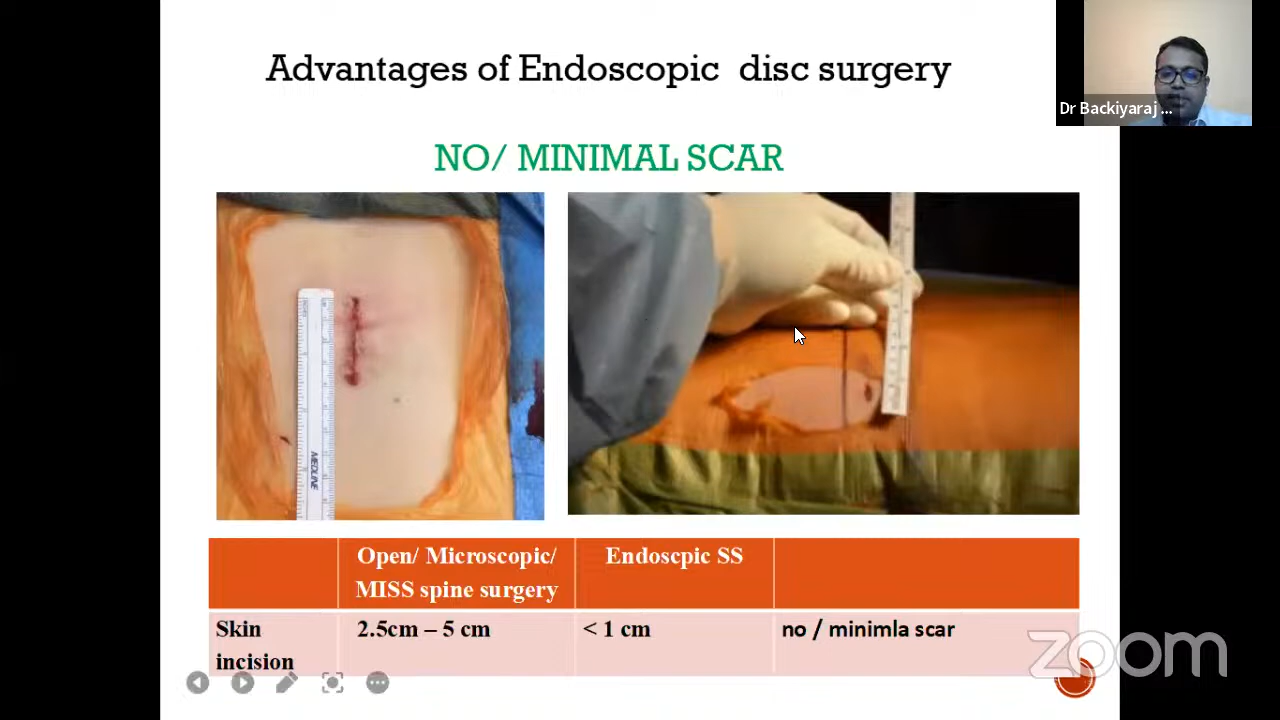 Advantages of Endoscopic disc surgery
Dr Backiyaraj ...
NO/ MINIMAL SCAR
MEDLINE
Open/ Microscopic/
MISS spine surgery
Endoscpic SS
Skin
incision
2.5cm – 5 cm
< 1 cm
no / minimla scar
zoom